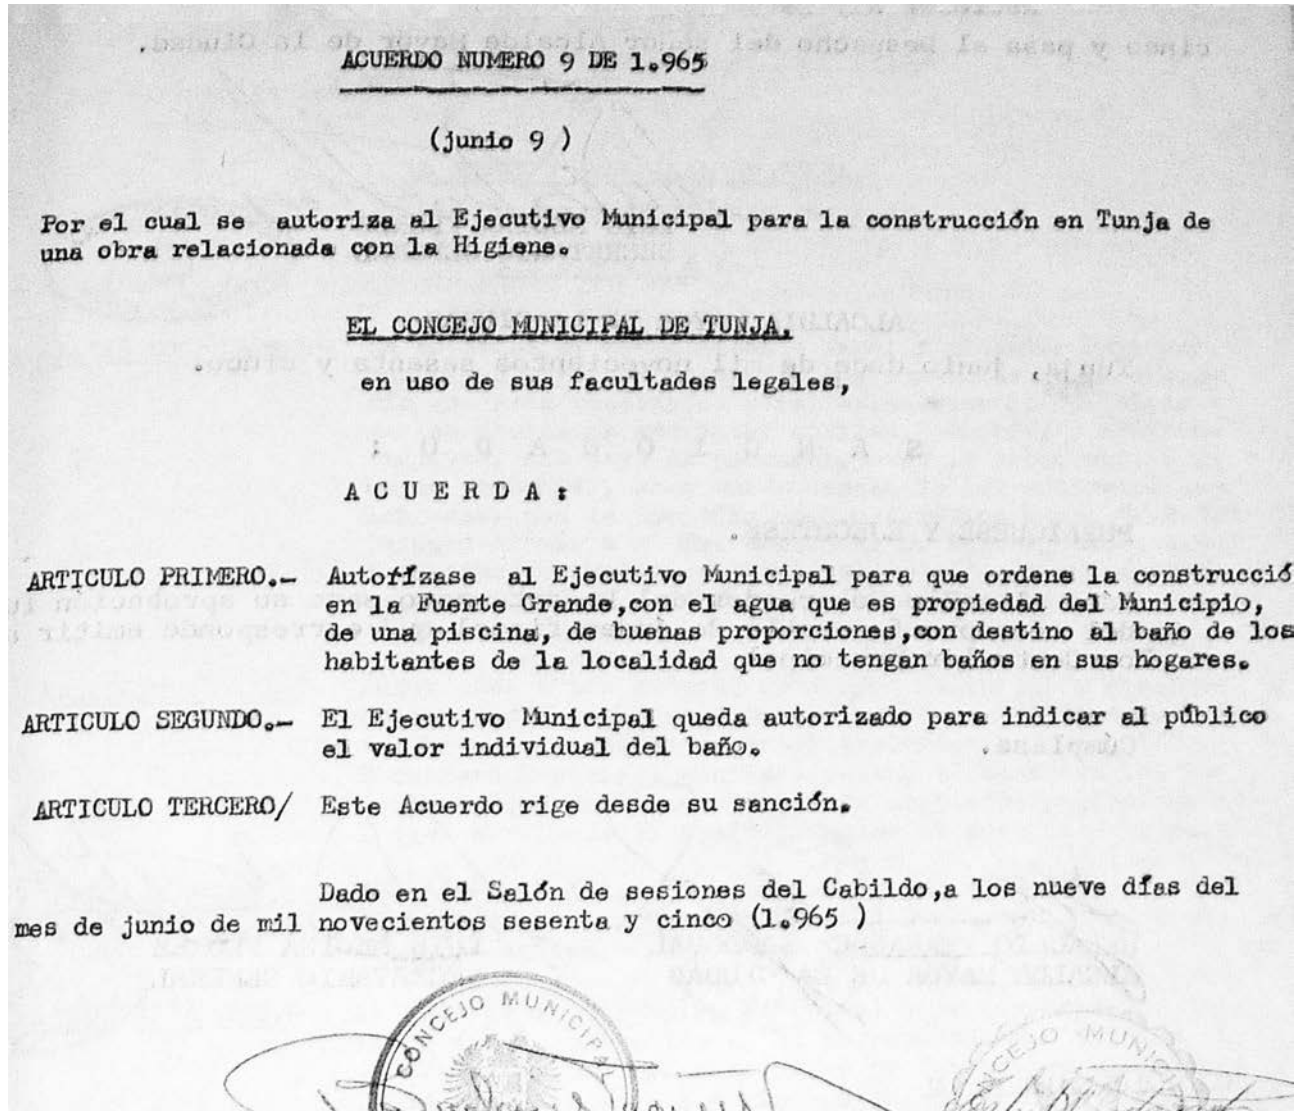 ACUERDO NUMERO 9 DE 1.965
(junio 9 )
Por el cual se autoriza al Ejecutivo Municipal para la construcción en Tunja de
una obra relacionada con la Higiene.
EL CONCEJO MUNICIPAL DE TUNJA.
en uso de sus facultades legales,
A C U E R D A :
ARTICULO PRIMERO.- Autorízase al Ejecutivo Municipal para que ordene la construcció
en la Fuente Grande,con el agua que es propiedad del Municipio,
de una piscina, de buenas proporciones,con destino al baño de los
habitantes de la localidad que no tengan baños en sus hogares.
ARTICULO SEGUNDO.- El Ejecutivo Municipal queda autorizado para indicar al público
el valor individual del baño.
ARTICULO TERCERO/ Este Acuerdo rige desde su sanción.
Dado en el Salón de sesiones del Cabildo,a los nueve días del
mes de junio de mil novecientos sesenta y cinco (1.965 )
CONCEJO MUNICIPAL